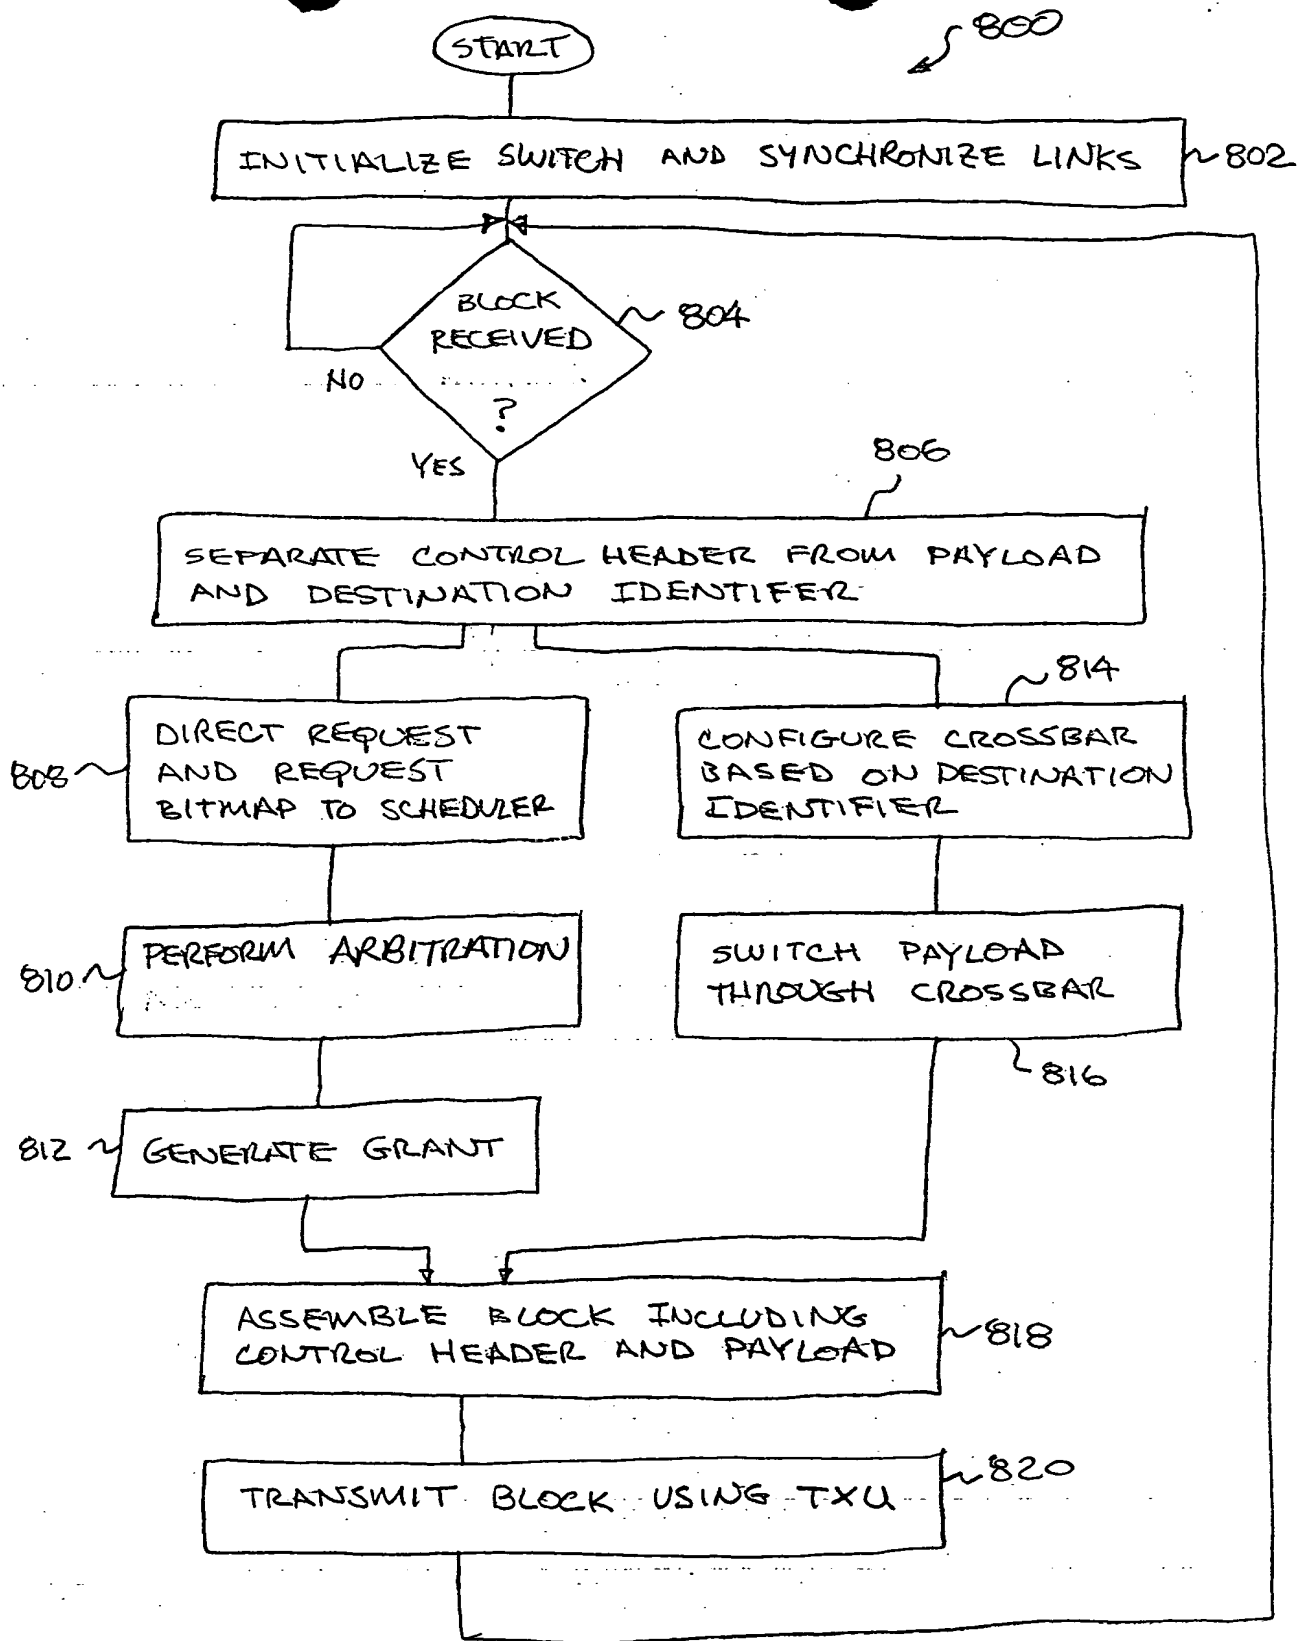 START
800
INITIALIZE SWITCH AND SYNCHRONIZE LINKS
802
BLOCK
RECEIVED
?
804
NO
YES
806
SEPARATE CONTROL HEADER FROM PAYLOAD
AND DESTINATION IDENTIFER
808
DIRECT REQUEST
AND REQUEST
BITMAP TO SCHEDULER
814
CONFIGURE CROSSBAR
BASED ON DESTINATION
IDENTIFIER
810
PERFORM ARBITRATION
SWITCH PAYLOAD
THROUGH CROSSBAR
816
812
GENERATE GRANT
ASSEMBLE BLOCK INCLUDING
CONTROL HEADER AND PAYLOAD
818
TRANSMIT BLOCK USING TXU
820